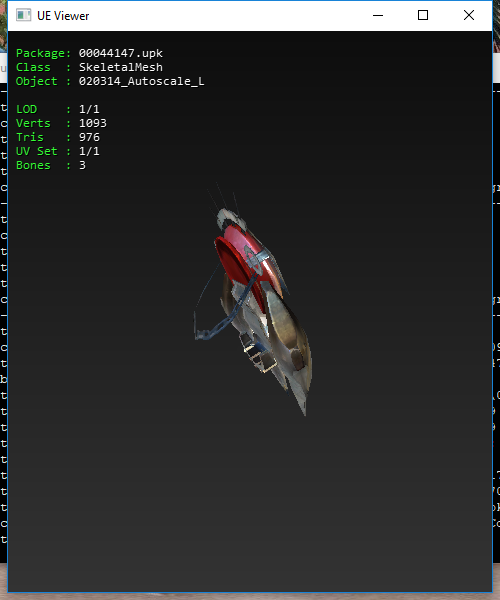 UE Viewer
Package: 00044147.upk
Class  : SkeletalMesh
Object : 020314_Autoscale_L
LOD    : 1/1
Verts  : 1093
Tris   : 976
UV Set : 1/1
Bones  : 3